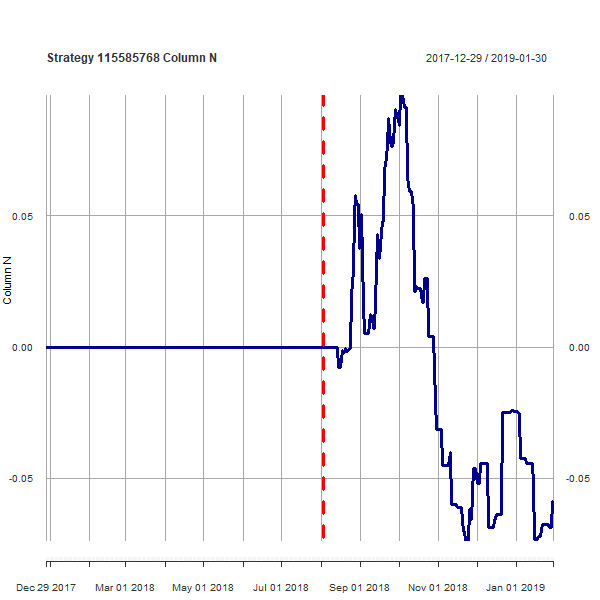 Strategy 115585768 Column N
2017-12-29 / 2019-01-30
0.05
0.05
Column N
0.00
0.00
-0.05
-0.05
Dec 29 2017
Mar 01 2018
May 01 2018
Jul 01 2018
Sep 01 2018
Nov 01 2018
Jan 01 2019